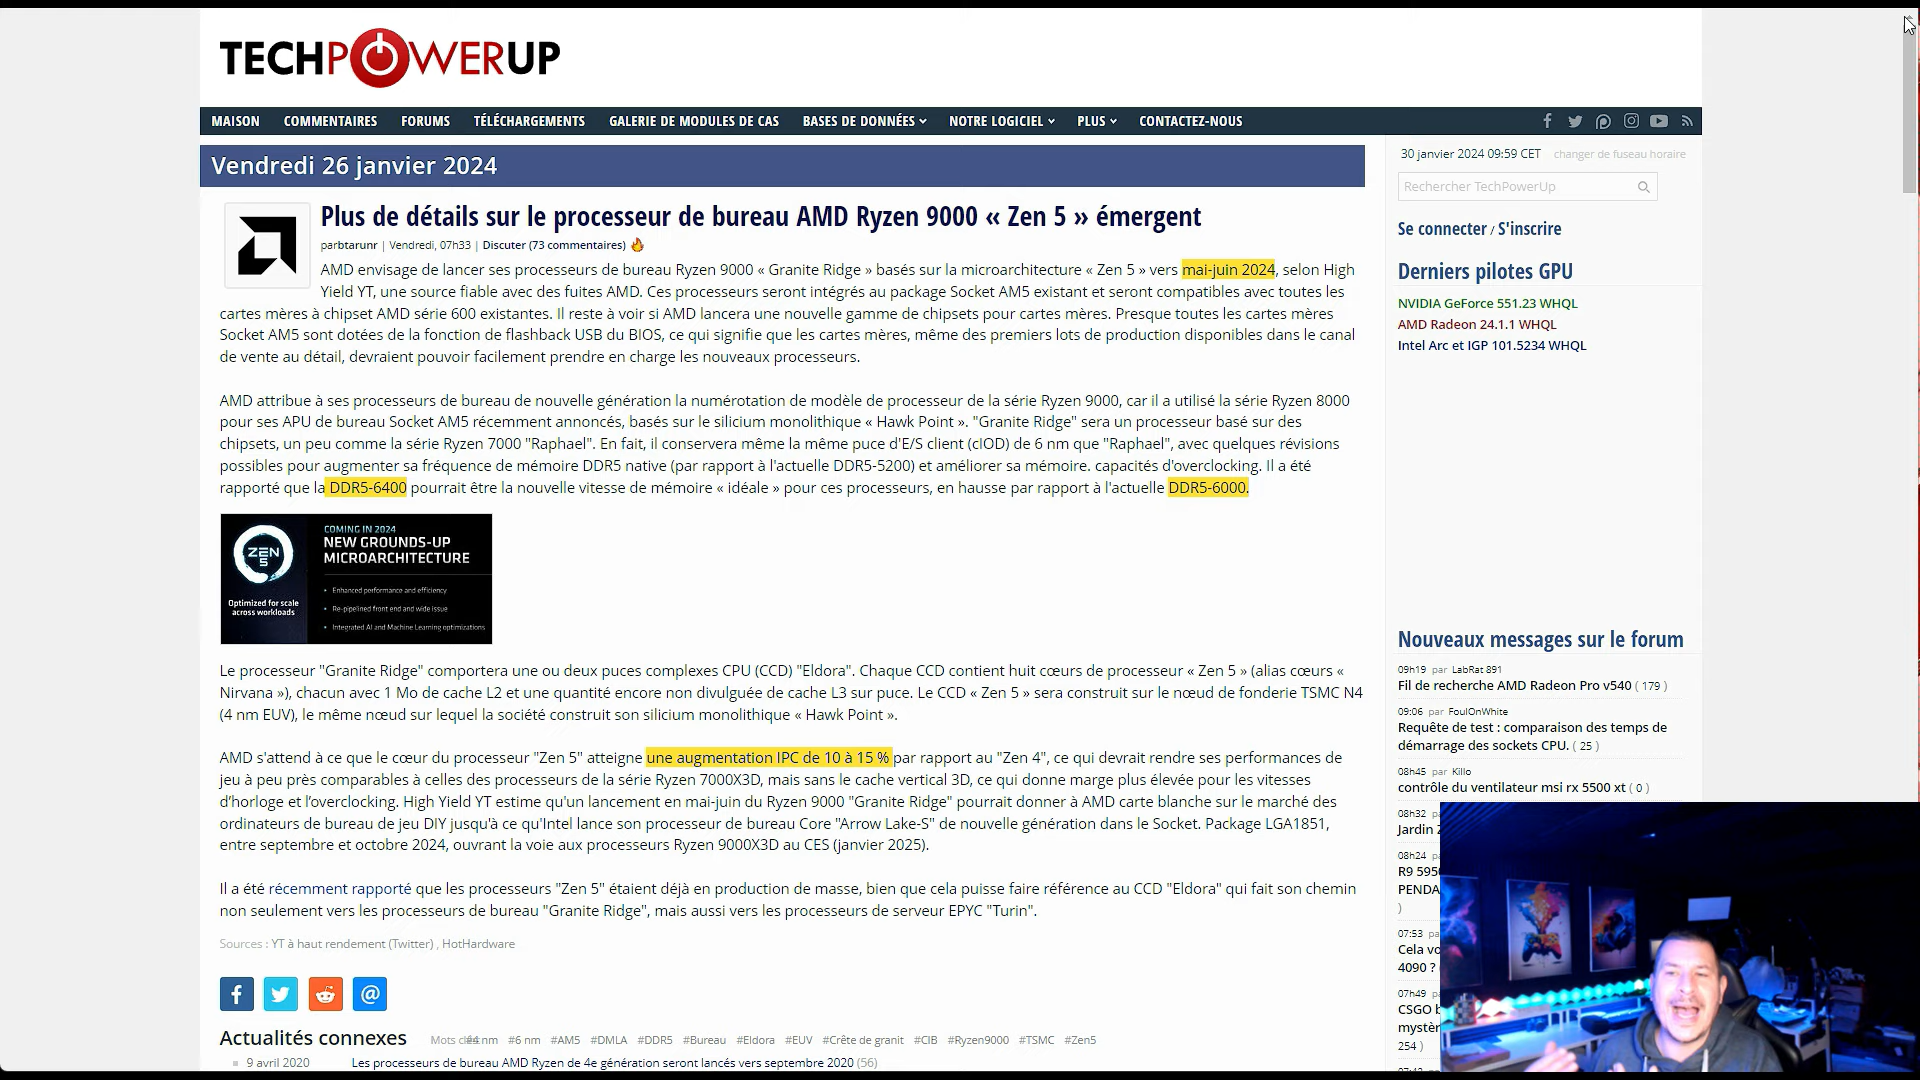 TECHPOWERUP
MAISON COMMENTAIRES FORUMS TÉLÉCHARGEMENTS GALERIE DE MODULES DE CAS BASES DE DONNÉES NOTRE LOGICIEL PLUS CONTACTEZ-NOUS
Vendredi 26 janvier 2024
Plus de détails sur le processeur de bureau AMD Ryzen 9000 « Zen 5 » émergent
parbtarunr | Vendredi, 07h33 | Discuter (73 commentaires)
AMD envisage de lancer ses processeurs de bureau Ryzen 9000 « Granite Ridge » basés sur la microarchitecture « Zen 5 » vers mai-juin 2024, selon High
Yield YT, une source fiable avec des fuites AMD. Ces processeurs seront intégrés au package Socket AM5 existant et seront compatibles avec toutes les
cartes mères à chipset AMD série 600 existantes. Il reste à voir si AMD lancera une nouvelle gamme de chipsets pour cartes mères. Presque toutes les cartes mères
Socket AM5 sont dotées de la fonction de flashback USB du BIOS, ce qui signifie que les cartes mères, même des premiers lots de production disponibles dans le canal
de vente au détail, devraient pouvoir facilement prendre en charge les nouveaux processeurs.
AMD attribue à ses processeurs de bureau de nouvelle génération la numérotation de modèle de processeur de la série Ryzen 9000, car il a utilisé la série Ryzen 8000
pour ses APU de bureau Socket AM5 récemment annoncés, basés sur le silicium monolithique « Hawk Point ». "Granite Ridge" sera un processeur basé sur des
chipsets, un peu comme la série Ryzen 7000 "Raphael". En fait, il conservera même la même puce d'E/S client (cIOD) de 6 nm que "Raphael", avec quelques révisions
possibles pour augmenter sa fréquence de mémoire DDR5 native (par rapport à l'actuelle DDR5-5200) et améliorer sa mémoire. capacités d'overclocking. Il a été
rapporté que la DDR5-6400 pourrait être la nouvelle vitesse de mémoire « idéale » pour ces processeurs, en hausse par rapport à l'actuelle DDR5-6000.
ZEN 5
Optimized for scale
across workloads
COMING IN 2024
NEW GROUNDS-UP
MICROARCHITECTURE
• Enhanced performance and efficiency
• Re-pipelined front end and wide issue
• Integrated AI and Machine Learning optimizations
Le processeur "Granite Ridge" comportera une ou deux puces complexes CPU (CCD) "Eldora". Chaque CCD contient huit cœurs de processeur « Zen 5 » (alias cœurs «
Nirvana »), chacun avec 1 Mo de cache L2 et une quantité encore non divulguée de cache L3 sur puce. Le CCD « Zen 5 » sera construit sur le nœud de fonderie TSMC N4
(4 nm EUV), le même nœud sur lequel la société construit son silicium monolithique « Hawk Point ».
AMD s'attend à ce que le cœur du processeur "Zen 5" atteigne une augmentation IPC de 10 à 15 % par rapport au "Zen 4", ce qui devrait rendre ses performances de
jeu à peu près comparables à celles des processeurs de la série Ryzen 7000X3D, mais sans le cache vertical 3D, ce qui donne marge plus élevée pour les vitesses
d'horloge et l'overclocking. High Yield YT estime qu'un lancement en mai-juin du Ryzen 9000 "Granite Ridge" pourrait donner à AMD carte blanche sur le marché des
ordinateurs de bureau de jeu DIY jusqu'à ce qu'Intel lance son processeur de bureau Core "Arrow Lake-S" de nouvelle génération dans le Socket. Package LGA1851,
entre septembre et octobre 2024, ouvrant la voie aux processeurs Ryzen 9000X3D au CES (janvier 2025).
Il a été récemment rapporté que les processeurs "Zen 5" étaient déjà en production de masse, bien que cela puisse faire référence au CCD "Eldora" qui fait son chemin
non seulement vers les processeurs de bureau "Granite Ridge", mais aussi vers les processeurs de serveur EPYC "Turin".
Sources : YT à haut rendement (Twitter) , HotHardware
Actualités connexes
#6 nm #AM5 #DMLA #DDR5 #Bureau #Eldora #EUV #Crête de granit #CIB #Ryzen9000 #TSMC #Zen5
9 avril 2020 Les processeurs de bureau AMD Ryzen de 4e génération seront lancés vers septembre 2020 (56)
30 janvier 2024 09:59 CET changer de fuseau horaire
Rechercher TechPowerUp
Se connecter / S'inscrire
Derniers pilotes GPU
NVIDIA GeForce 551.23 WHQL
AMD Radeon 24.1.1 WHQL
Intel Arc et IGP 101.5234 WHQL
Nouveaux messages sur le forum
09h19 par LabRat 891
Fil de recherche AMD Radeon Pro v540 ( 179 )
09:06 par FoulOnWhite
Requête de test : comparaison des temps de
démarrage des sockets CPU. ( 25 )
08h45 par Killo
contrôle du ventilateur msi rx 5500 xt ( 0 )
08h32
Jardin
08h24
R9 5950
PENDA
)
07:53
Cela vo
4090 ?
07h49
CSGO
mystèr
254 )